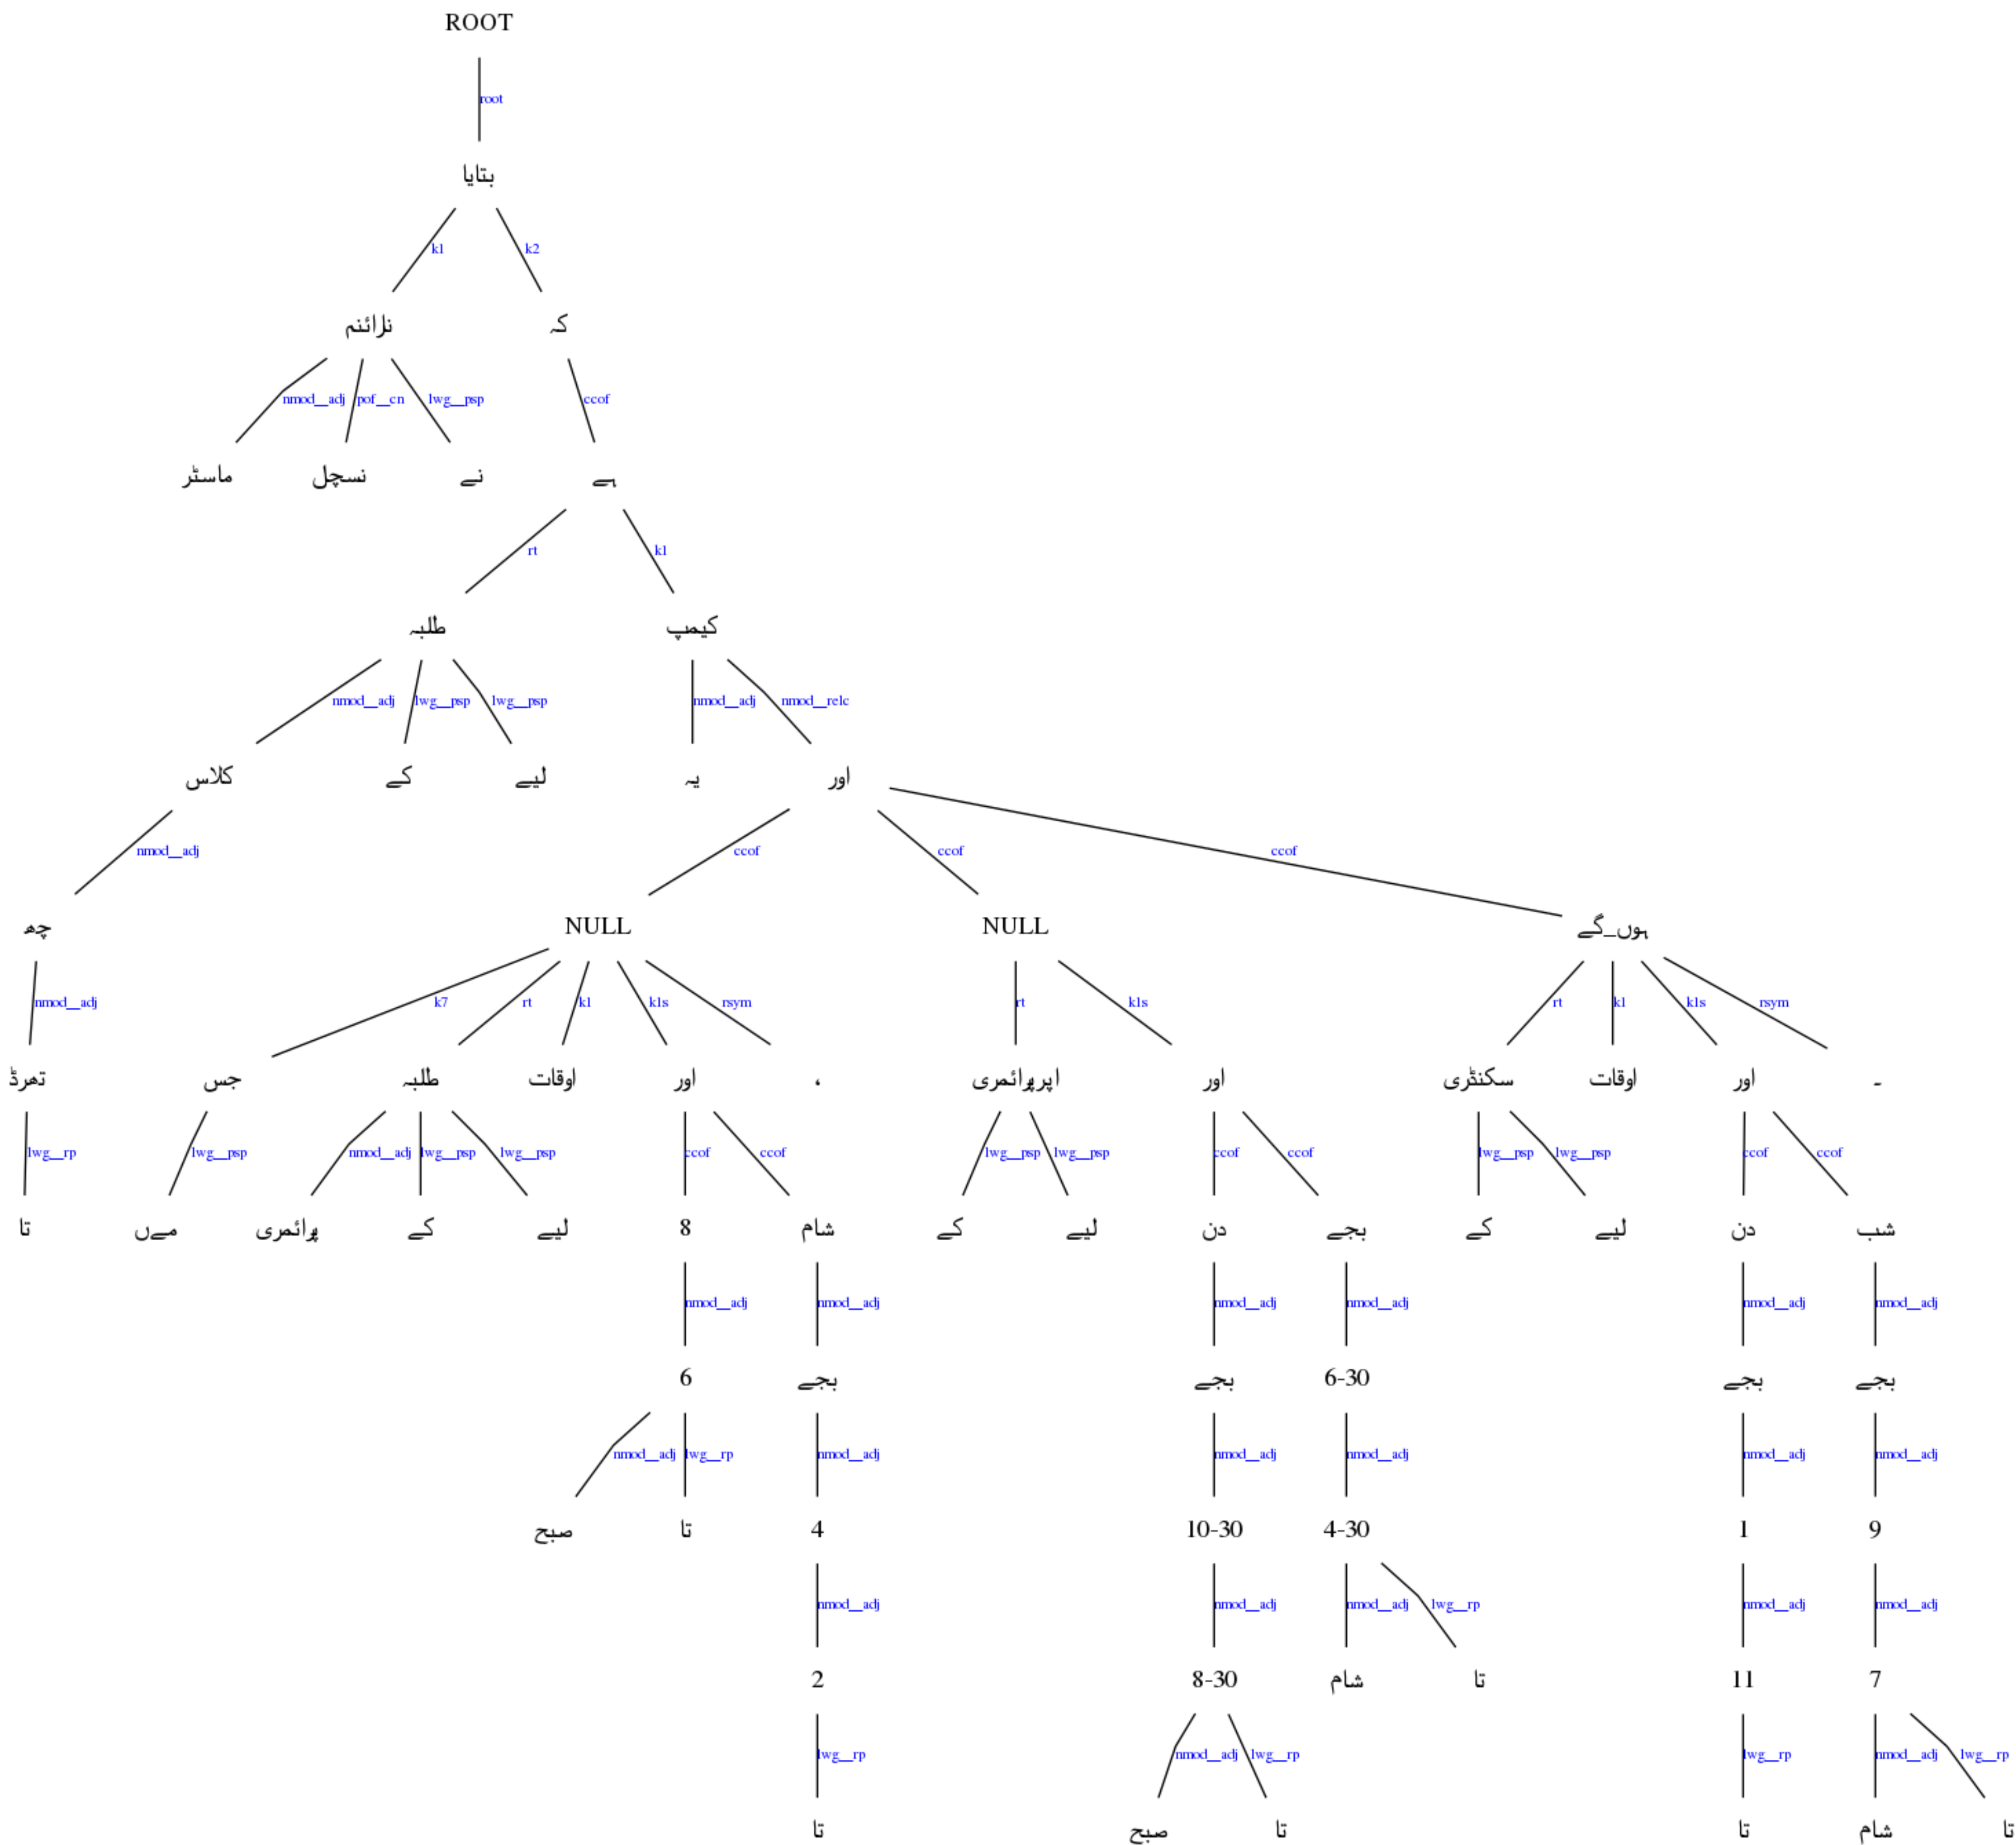 ROOT
root
بتایا
k1 k2
نرائنم کہ
nmod__adj pof__cn lwg__psp ccof
ماسٹر نسچل نے ہے
rt k1
طلبہ کیمپ
nmod__adj lwg__psp lwg__psp nmod__adj nmod__relc
کلاس کے لیے یہ اور
nmod__adj ccof ccof ccof
چھ NULL NULL ہوں_گے
nmod__adj k7 rt k1 k1s rsym rt k1s rt k1 k1s rsym
تھرڈ جس طلبہ اوقات اور ، اپرپرائمری اور سکنڈری اوقات اور ۔
lwg__rp lwg__psp nmod__adj lwg__psp lwg__psp ccof ccof lwg__psp lwg__psp ccof ccof lwg__psp lwg__psp ccof ccof
تا مےں پرائمری کے لیے 8 شام کے لیے دن بجے کے لیے دن شب
nmod__adj nmod__adj nmod__adj nmod__adj nmod__adj nmod__adj
6 بجے بجے 6-30 بجے بجے
nmod__adj lwg__rp nmod__adj nmod__adj nmod__adj nmod__adj nmod__adj
صبح تا 4 10-30 4-30 1 9
nmod__adj nmod__adj nmod__adj lwg__rp nmod__adj nmod__adj
2 8-30 شام تا 11 7
lwg__rp nmod__adj lwg__rp lwg__rp nmod__adj lwg__rp
تا صبح تا تا شام تا